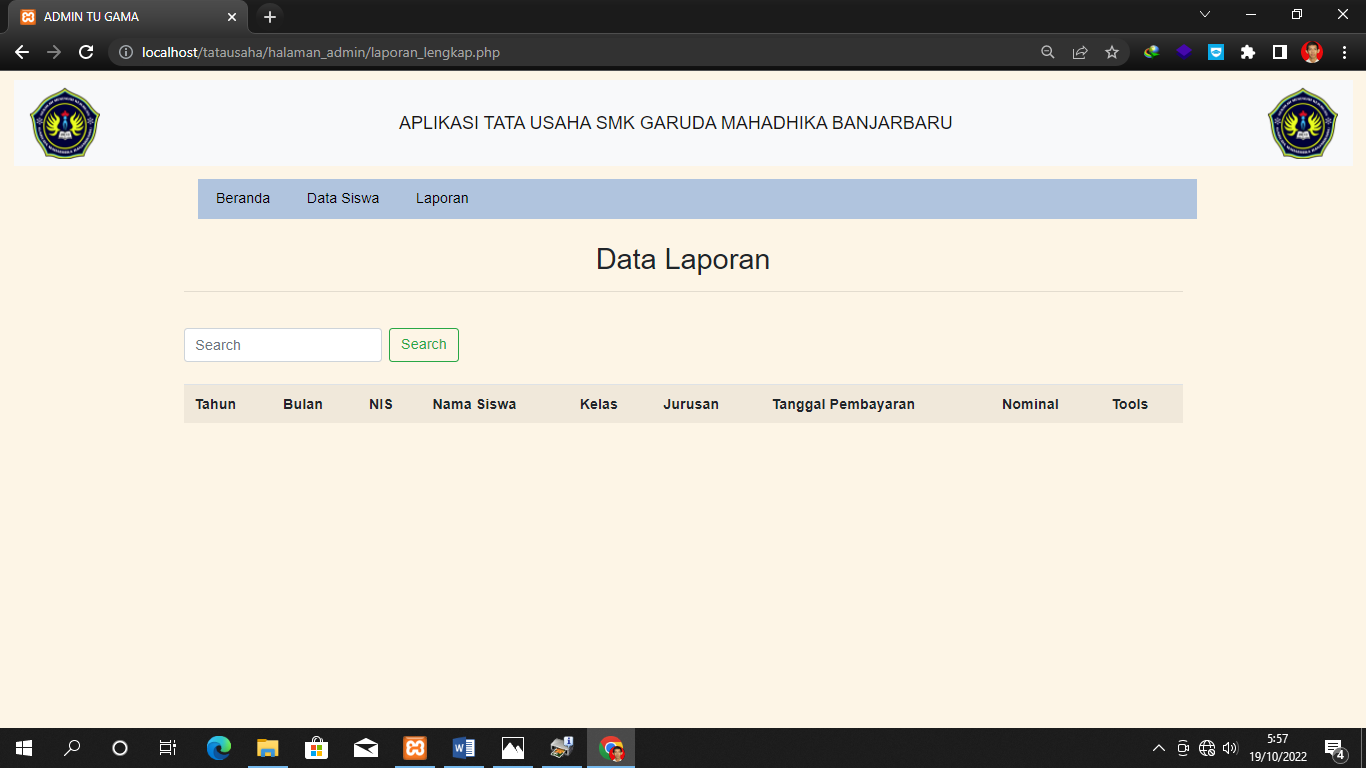 ADMIN TU GAMA
localhost/tatausaha/halaman_admin/laporan_lengkap.php
APLIKASI TATA USAHA SMK GARUDA MAHADHIKA BANJARBARU
Beranda Data Siswa Laporan
Data Laporan
Search Search
Tahun Bulan NIS Nama Siswa Kelas Jurusan Tanggal Pembayaran Nominal Tools
5:57
19/10/2022
4